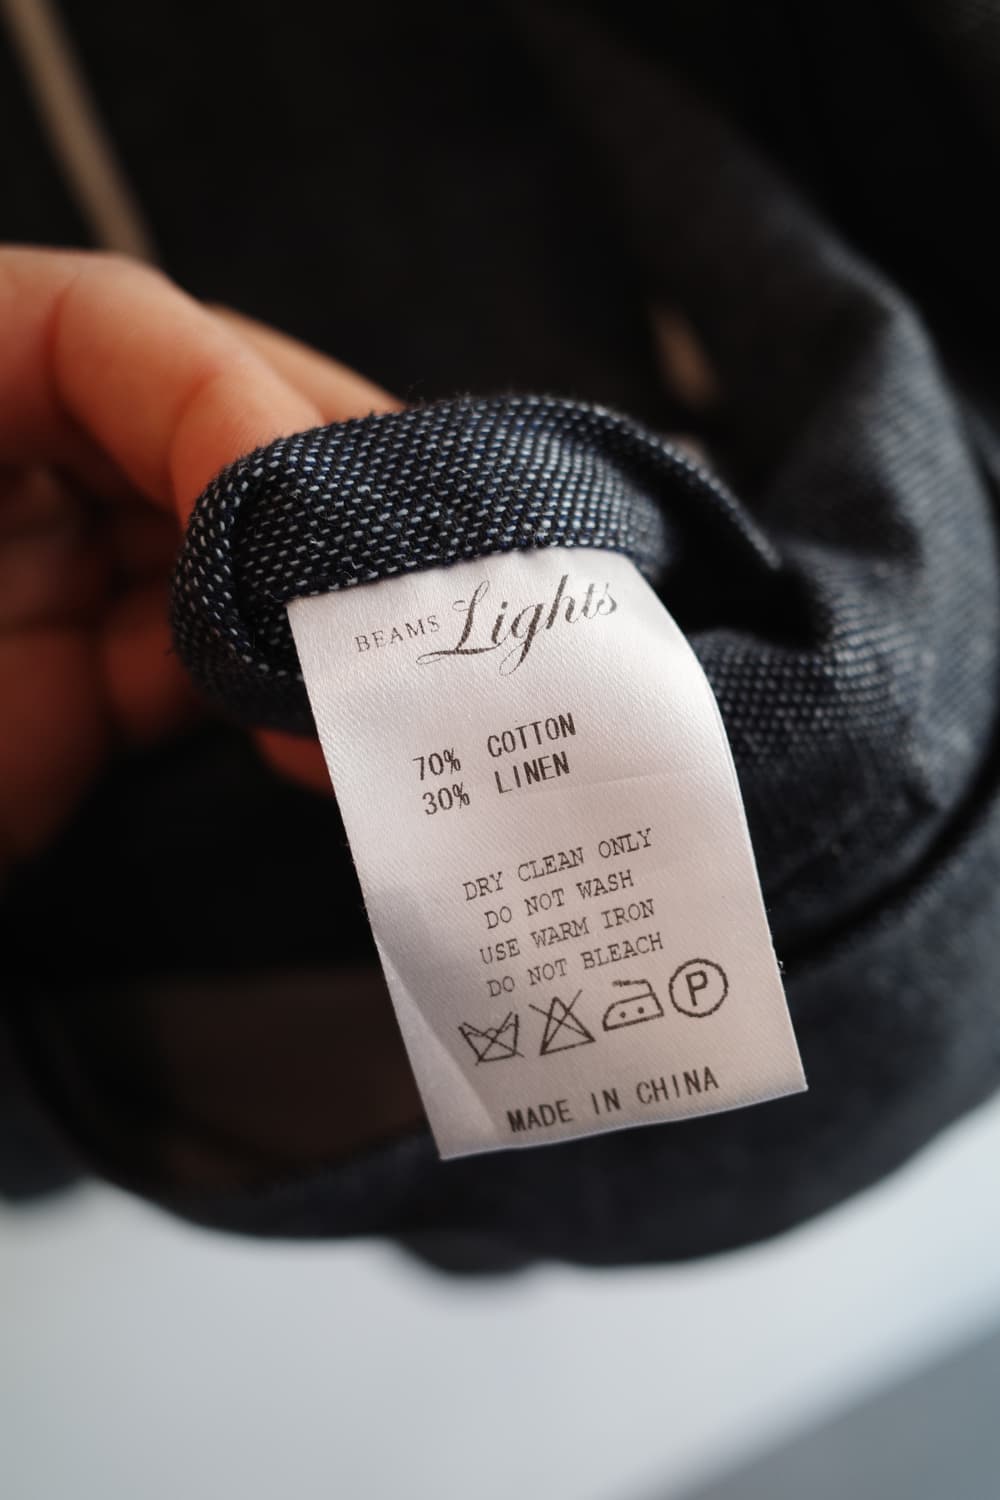 BEAMS Lights
70% COTTON
30% LINEN
DRY CLEAN ONLY
DO NOT WASH
USE WARM IRON
DO NOT BLEACH
P
MADE IN CHINA